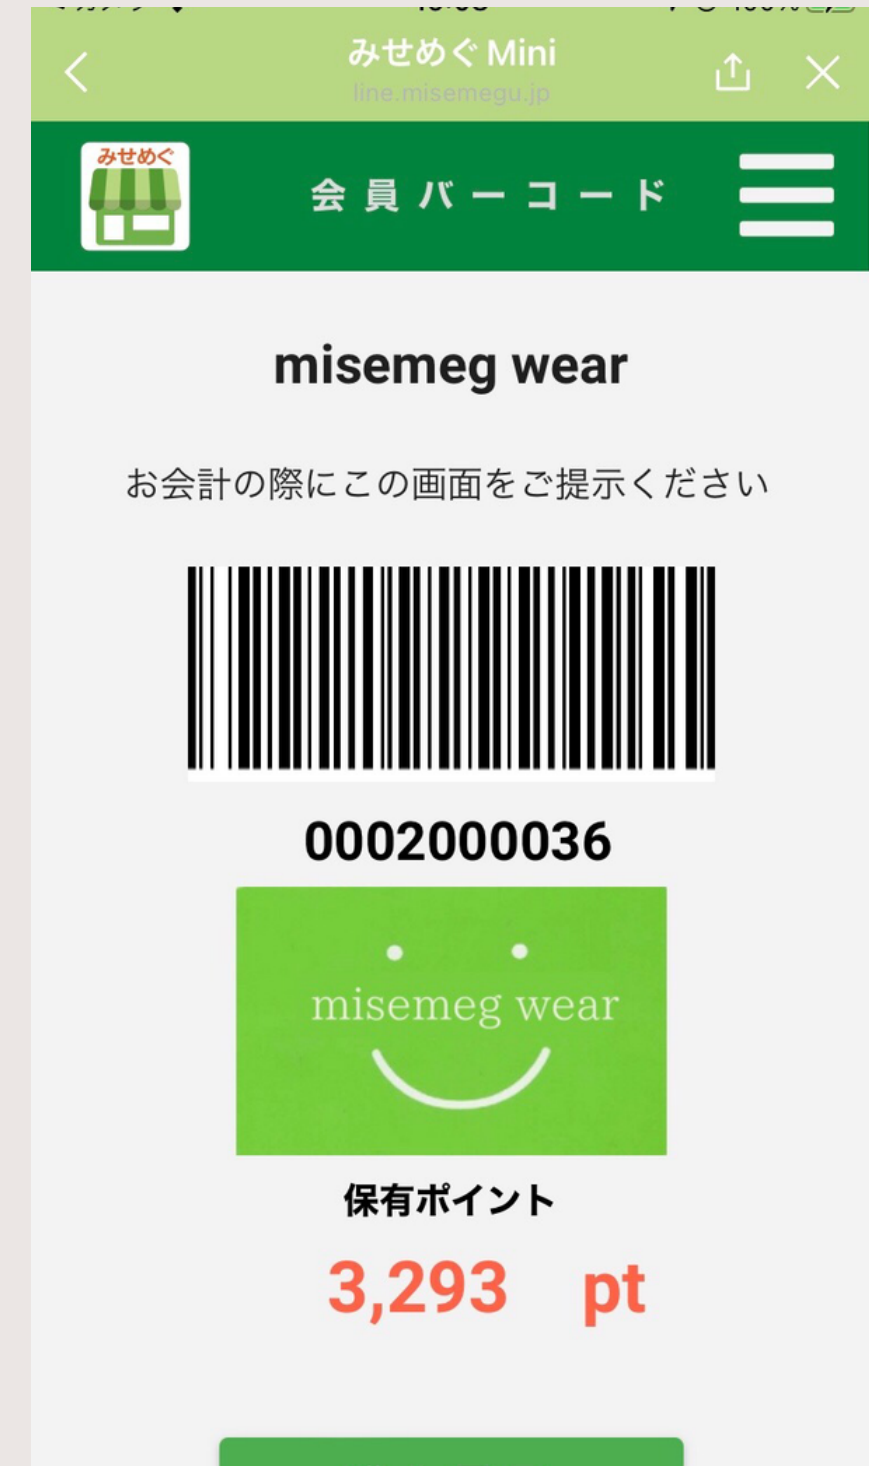 みせめぐ Mini
line.misemegu.jp
みせめぐ
会員バーコード
misemeg wear
お会計の際にこの画面をご提示ください
0002000036
misemeg wear
保有ポイント
3,293 pt